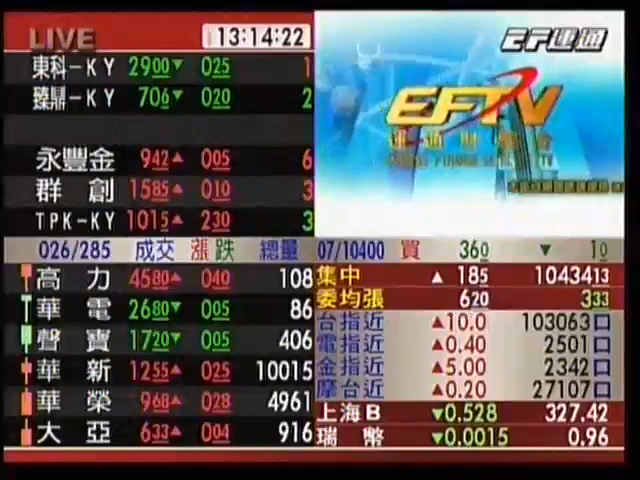 LIVE 13:14:22
EF運通
東科-KY 2900▼ 025 1
臻鼎-KY 706▼ 020 2
EFTV
永豐金 942▲ 005 6
群創 1585▲ 010 3
TPK-KY 1015▲ 230 3
026/285 成交 漲跌 總量
07/10400 買 360 ▼ 10
高力 4580▲ 040 108
華電 2680▼ 005 86
聲寶 1720▼ 005 406
華新 1255▲ 025 10015
華榮 968▲ 028 4961
大亞 633▲ 004 916
集中 ▲ 185 1043413
委均張 620 333
台指近 ▲10.0 103063口
電指近 ▲0.40 2501口
金指近 ▲5.00 2342口
摩台近 ▲0.20 27107口
上海B ▼0.528 327.42
瑞幣 ▼0.0015 0.96